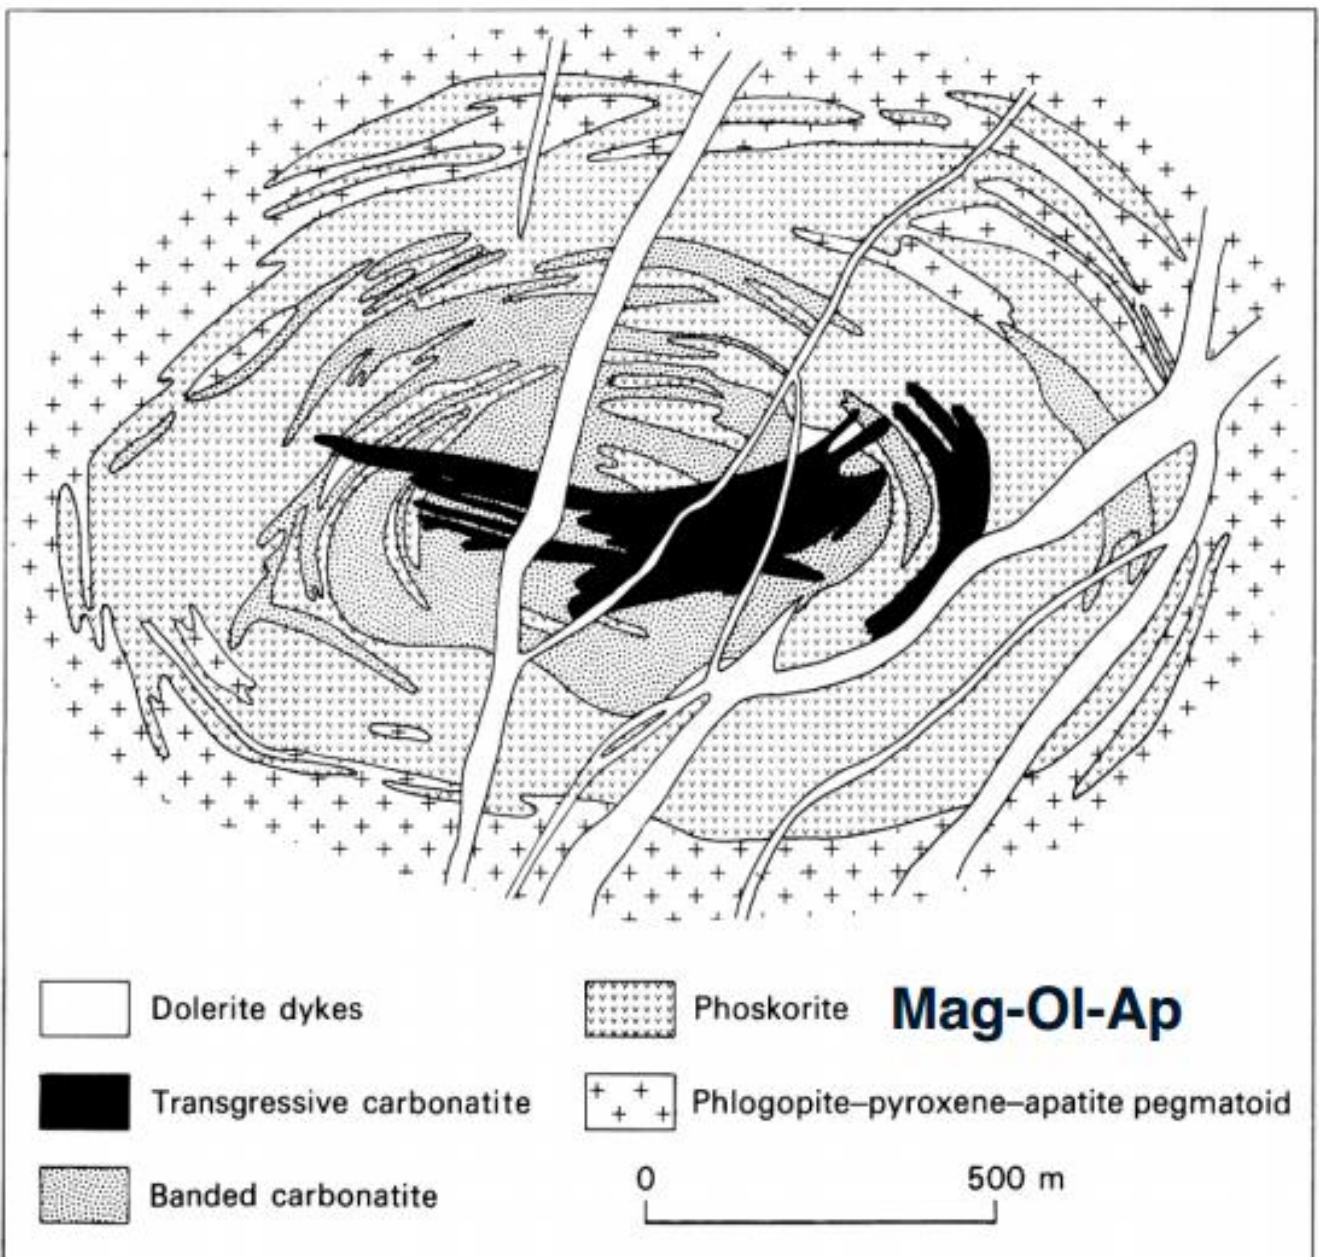 Dolerite dykes
Phoskorite Mag-Ol-Ap
Transgressive carbonatite
Phlogopite–pyroxene–apatite pegmatoid
Banded carbonatite
0 500 m